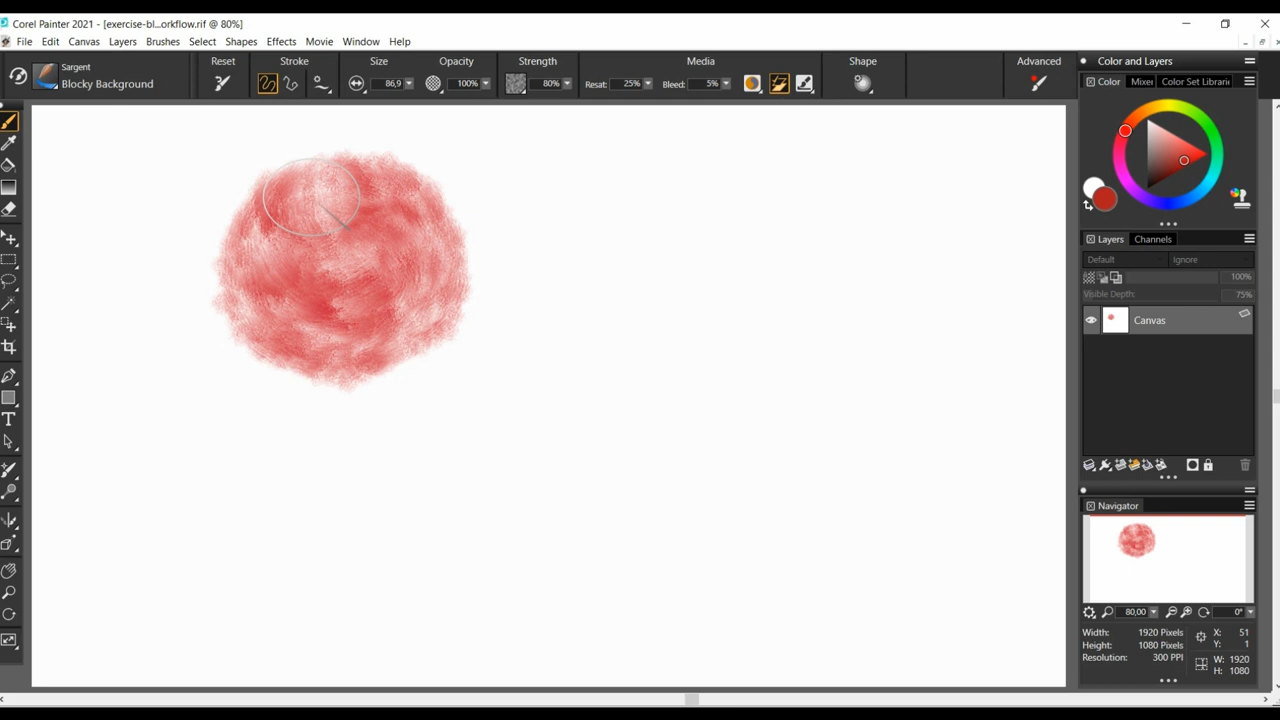 Corel Painter 2021 - [exercise-bl...orkflow.rif @ 80%]
File Edit Canvas Layers Brushes Select Shapes Effects Movie Window Help
Sargent
Blocky Background
Reset
Stroke
Size
86,9
Opacity
100%
Strength
80%
Media
Resat: 25%
Bleed: 5%
Shape
Advanced
Color and Layers
Color
Mixer
Color Set Librarie
Layers
Channels
Default
Ignore
100%
Visible Depth:
75%
Canvas
Navigator
80,00
0°
Width: 1920 Pixels
Height: 1080 Pixels
Resolution: 300 PPI
X: 51
Y: 1
W: 1920
H: 1080